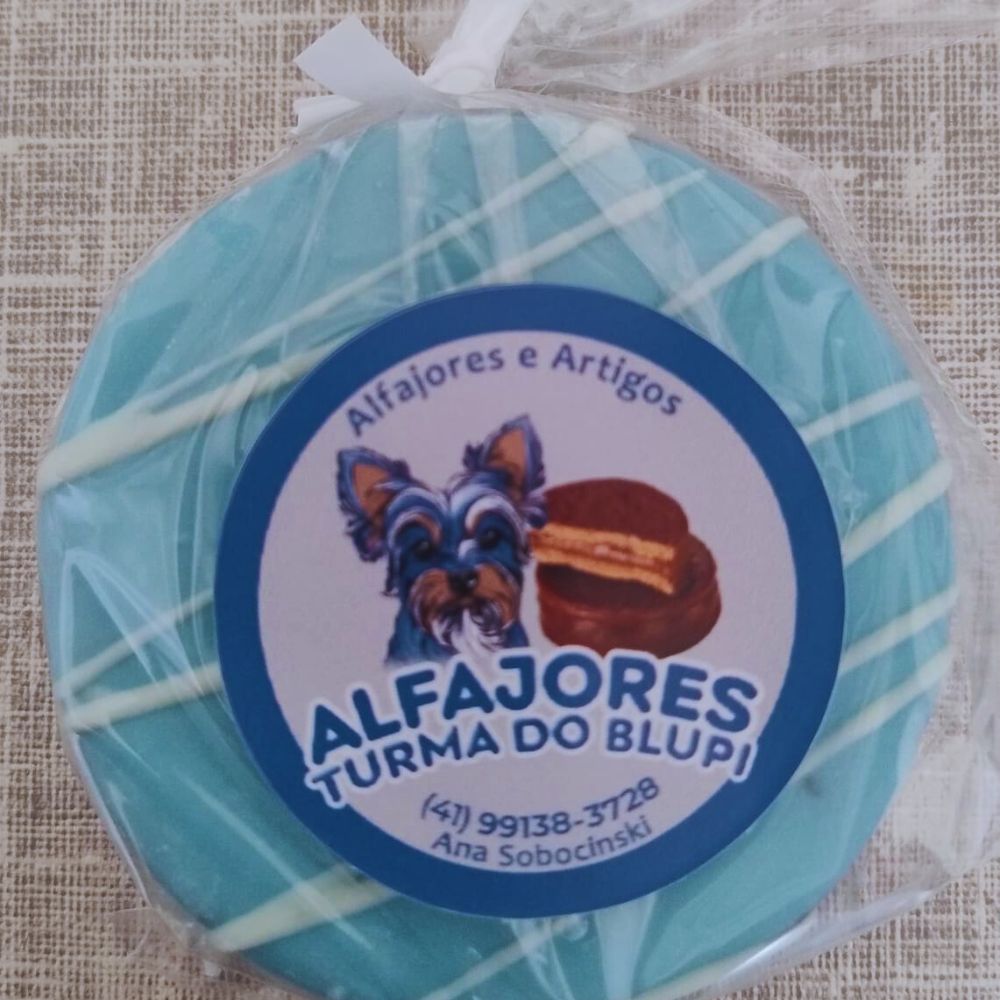 Alfajores e Artigos
ALFAJORES
TURMA DO BLUPI
(41) 99138-3728
Ana Sobocinski